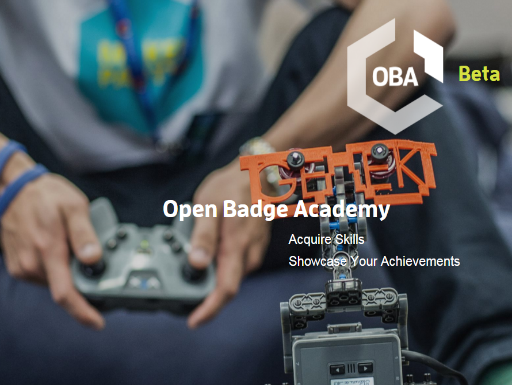 OBA
Beta
GEEK
Open Badge Academy
Acquire Skills
Showcase Your Achievements